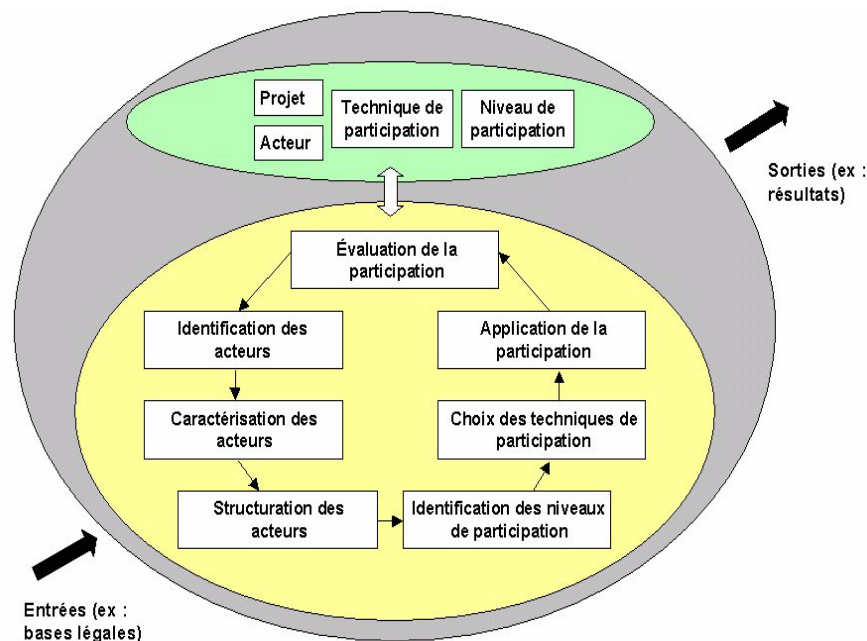 Projet
Acteur
Technique de
participation
Niveau de
participation
Sorties (ex :
résultats)
Évaluation de la
participation
Identification des
acteurs
Application de la
participation
Caractérisation des
acteurs
Choix des techniques de
participation
Structuration des
acteurs
Identification des niveaux
de participation
Entrées (ex :
bases légales)